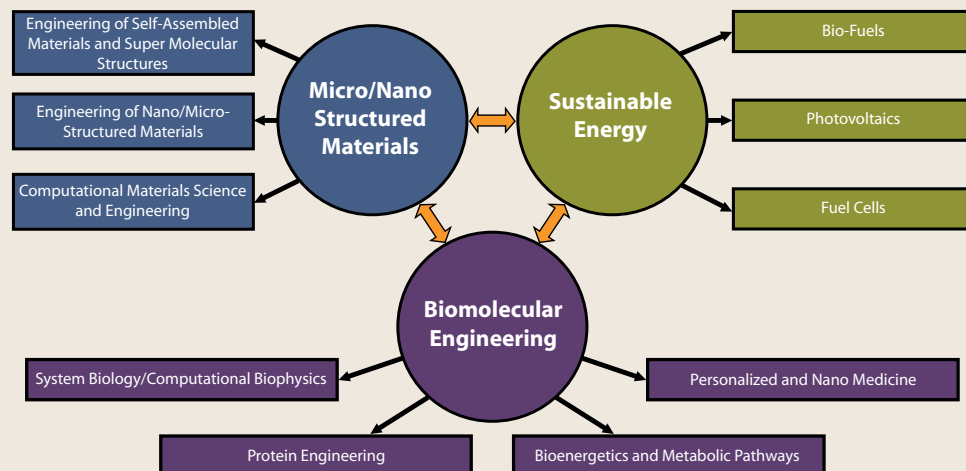 Engineering of Self-Assembled
Materials and Super Molecular
Structures
Engineering of Nano/Micro-
Structured Materials
Computational Materials Science
and Engineering
Micro/Nano
Structured
Materials
Sustainable
Energy
Bio-Fuels
Photovoltaics
Fuel Cells
Biomolecular
Engineering
System Biology/Computational Biophysics
Personalized and Nano Medicine
Protein Engineering
Bioenergetics and Metabolic Pathways